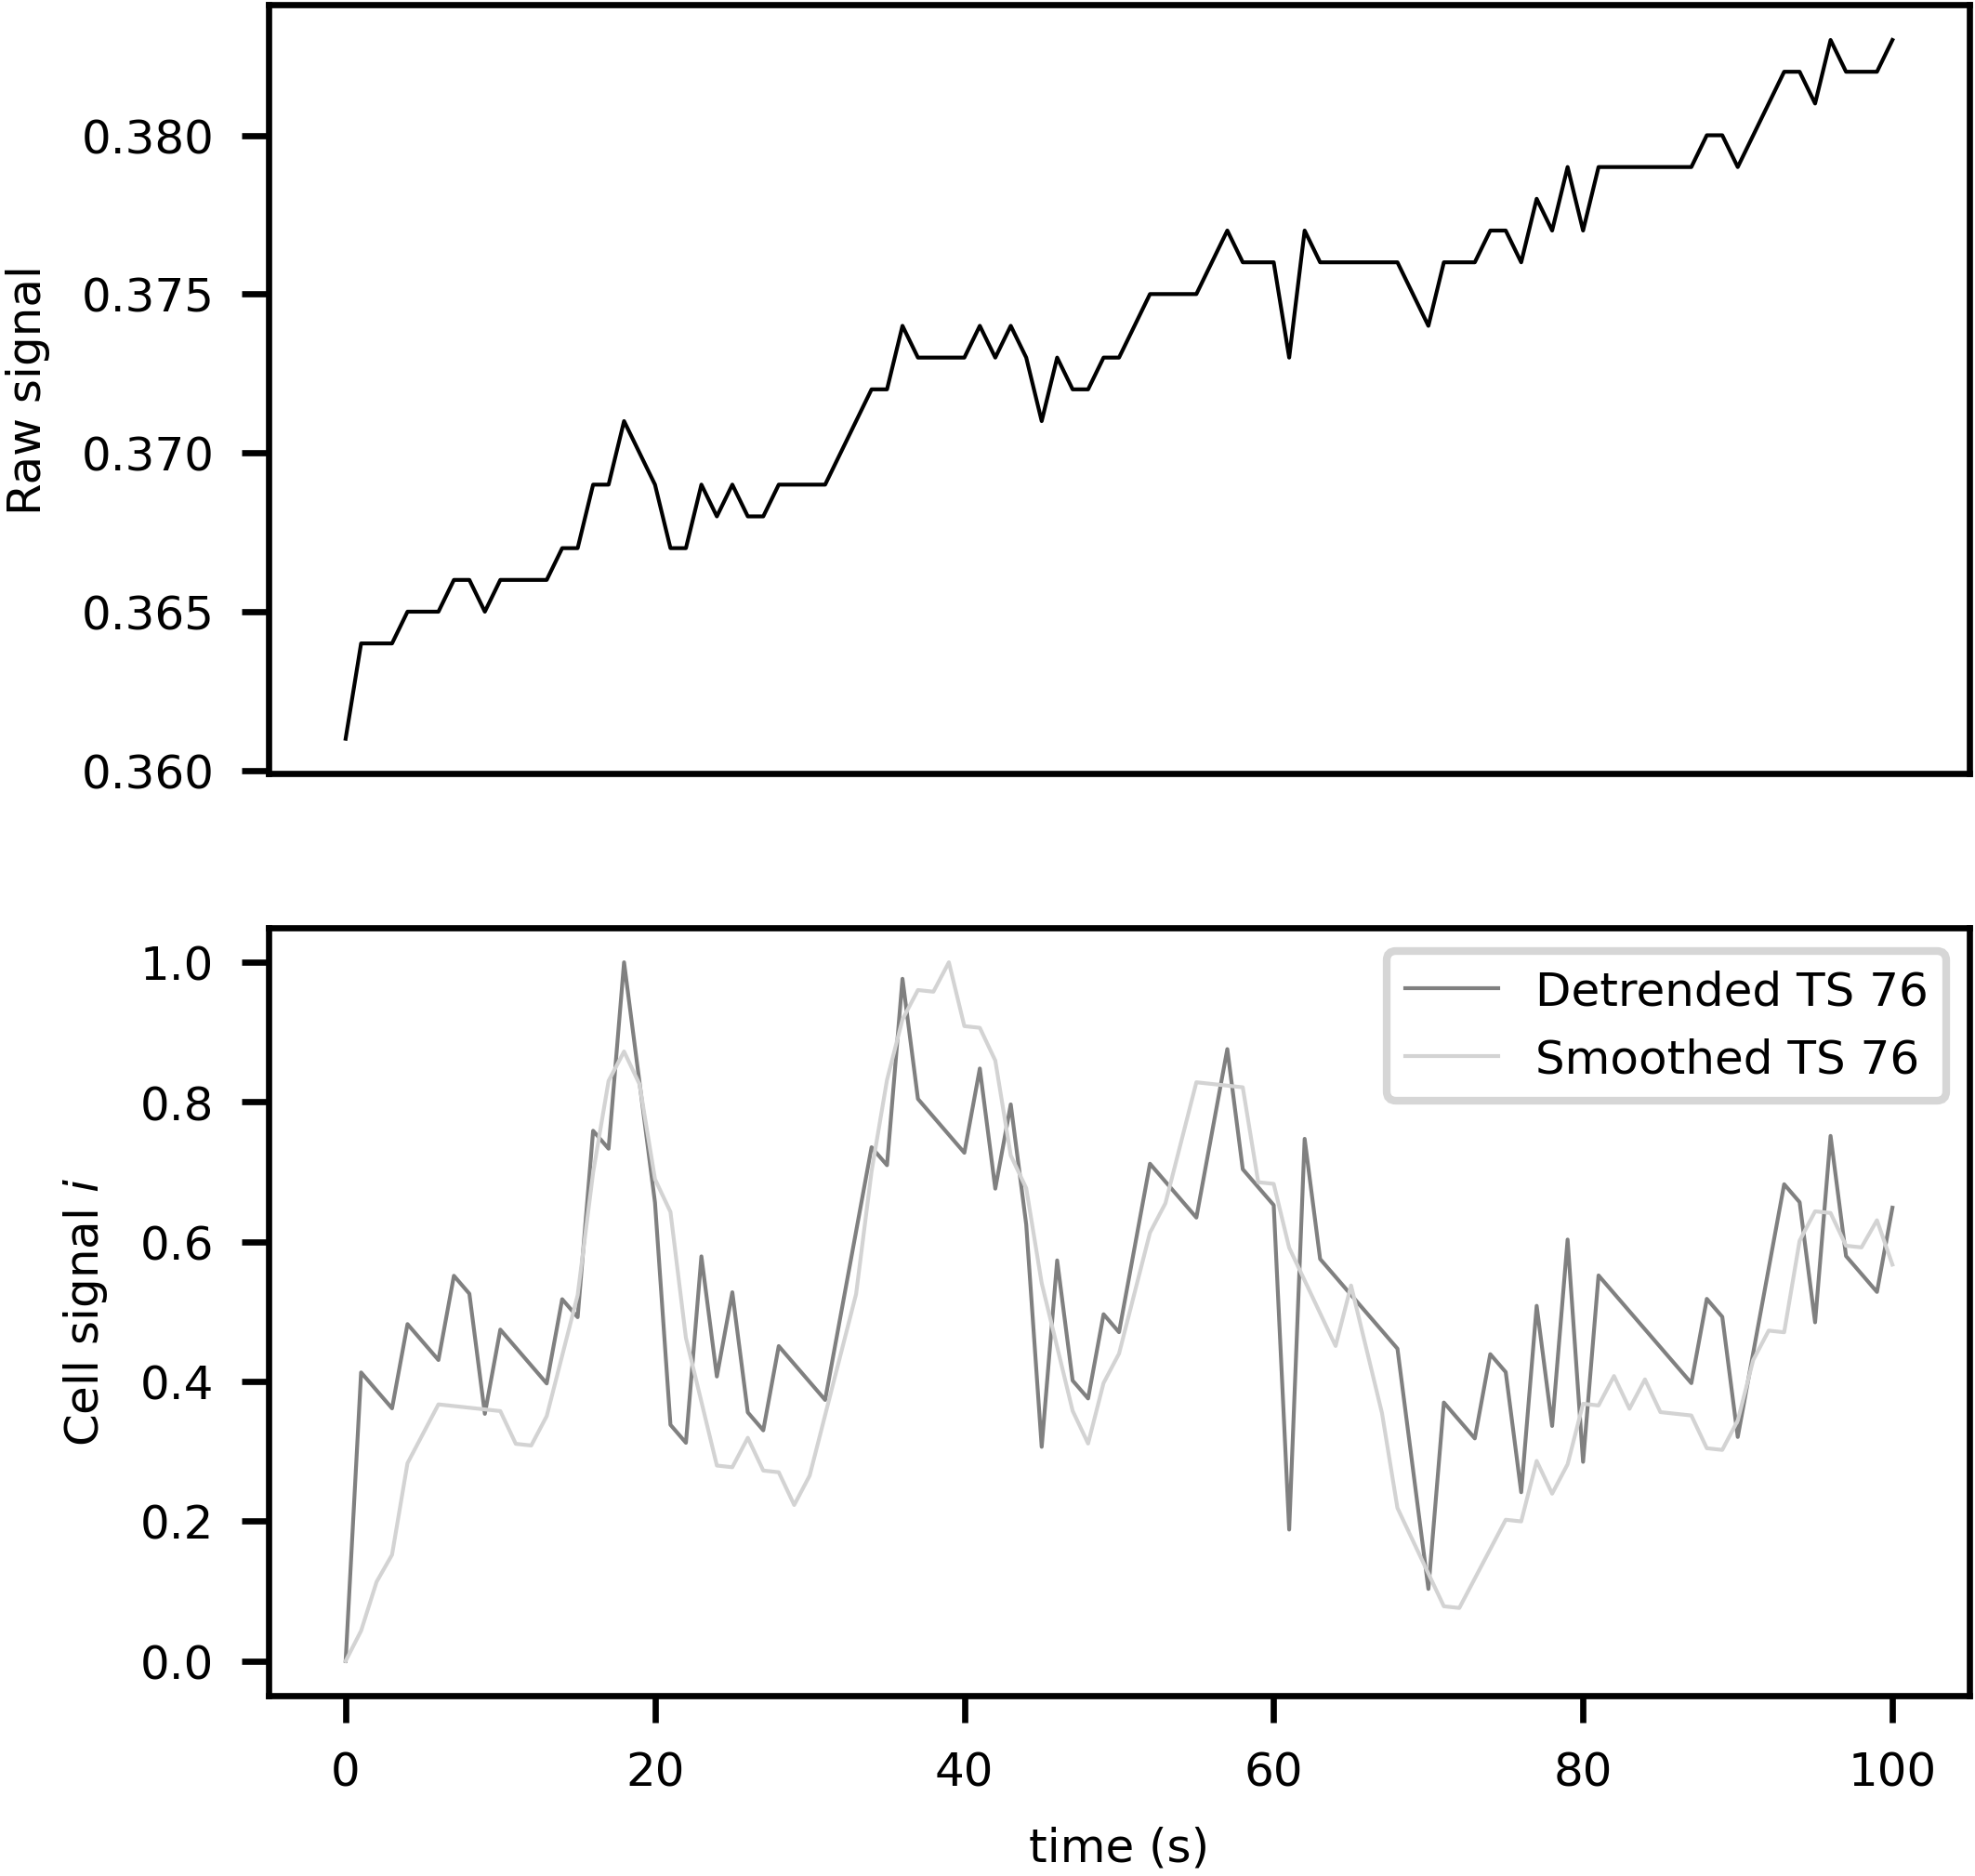 Raw signal
0.380
0.375
0.370
0.365
0.360
Cell signal i
1.0
0.8
0.6
0.4
0.2
0.0
Detrended TS 76
Smoothed TS 76
0 20 40 60 80 100
time (s)